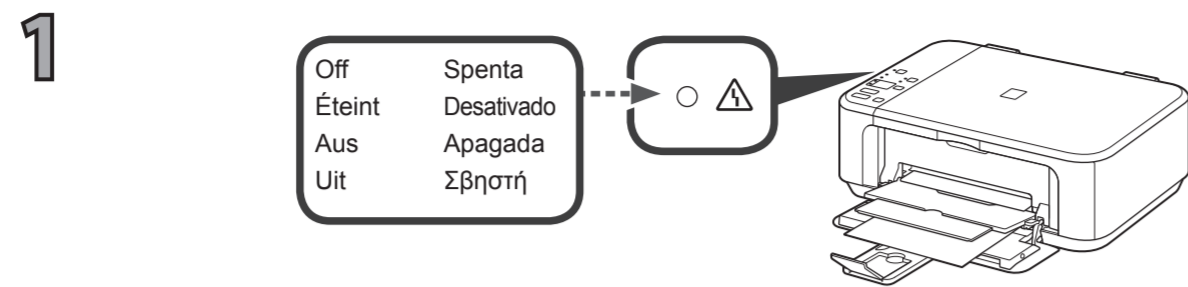 1
Off Spenta
Éteint Desativado
Aus Apagada
Uit Σβηστή